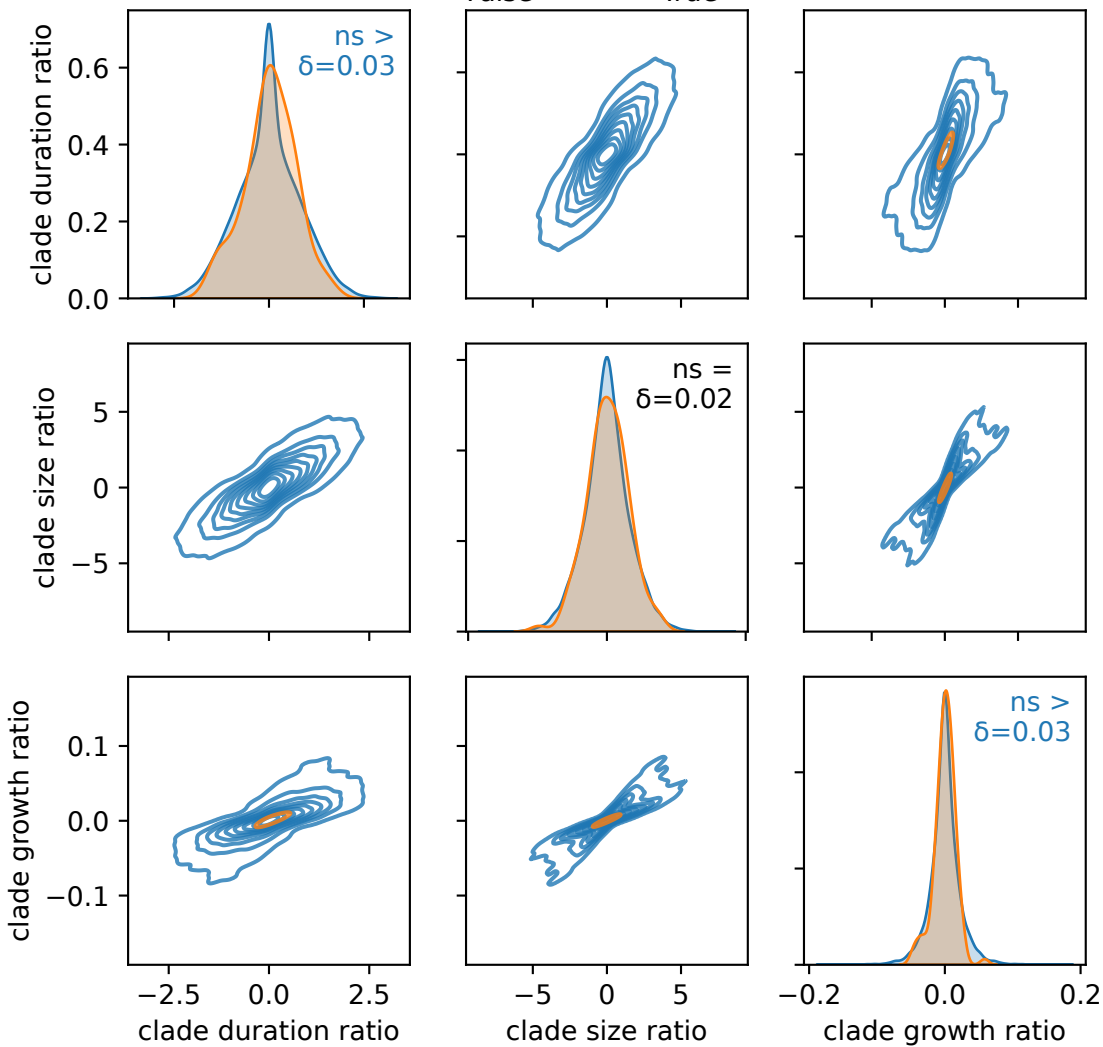 clade duration ratio
0.6
0.4
0.2
0.0
ns >
δ=0.03
clade size ratio
5
0
−5
ns =
δ=0.02
clade growth ratio
0.1
0.0
−0.1
ns >
δ=0.03
−2.5 0.0 2.5
−5 0 5
−0.2 0.0 0.2
clade duration ratio
clade size ratio
clade growth ratio